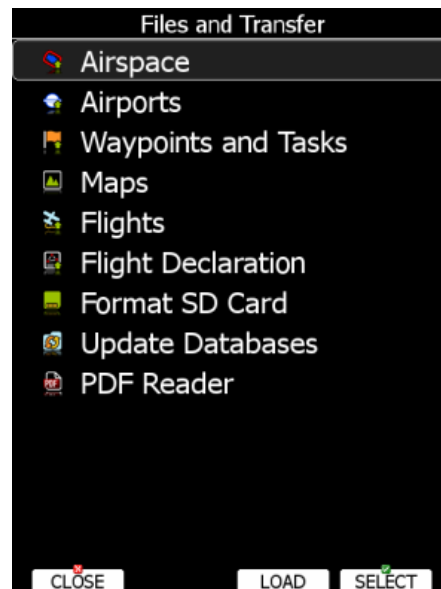 Files and Transfer
Airspace
Airports
Waypoints and Tasks
Maps
Flights
Flight Declaration
Format SD Card
Update Databases
PDF Reader
CLOSE LOAD SELECT